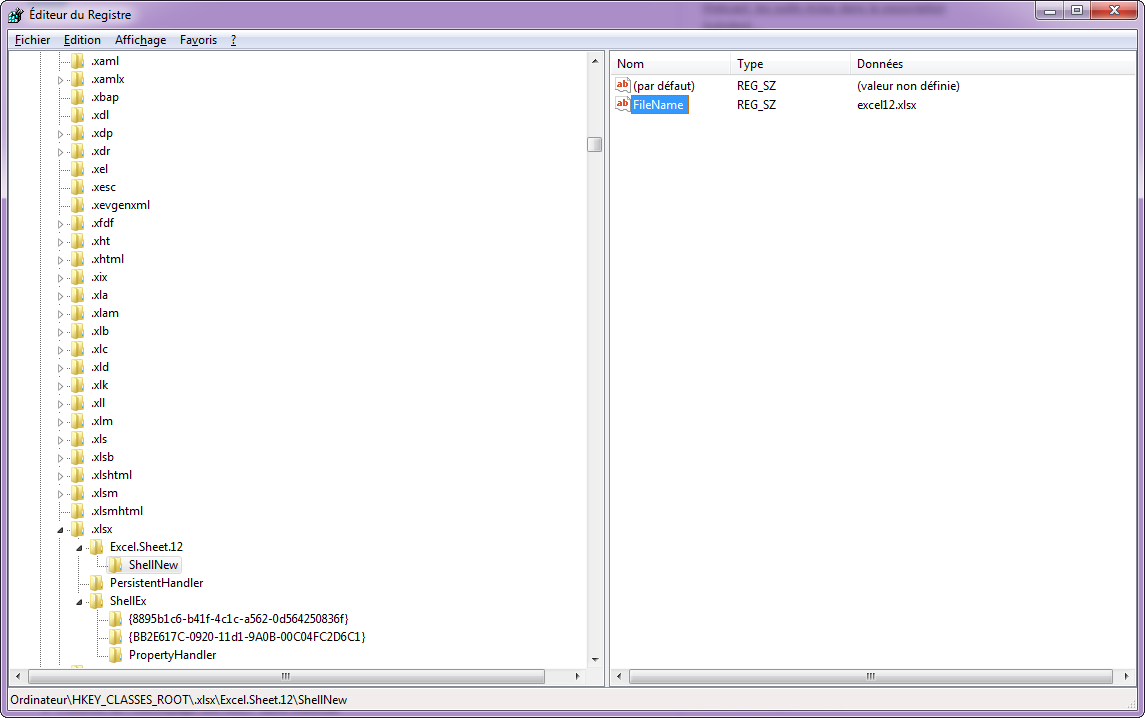 Éditeur du Registre
Fichier Edition Affichage Favoris ?
.xaml
.xamlx
.xbap
.xdl
.xdp
.xdr
.xel
.xesc
.xevgenxml
.xfdf
.xht
.xhtml
.xix
.xla
.xlam
.xlb
.xlc
.xld
.xlk
.xll
.xlm
.xls
.xlsb
.xlshtml
.xlsm
.xlsmhtml
.xlsx
Excel.Sheet.12
ShellNew
PersistentHandler
ShellEx
{8895b1c6-b41f-4c1c-a562-0d564250836f}
{BB2E617C-0920-11d1-9A0B-00C04FC2D6C1}
PropertyHandler
Nom Type Données
ab (par défaut) REG_SZ (valeur non définie)
ab FileName REG_SZ excel12.xlsx
Ordinateur\HKEY_CLASSES_ROOT\.xlsx\Excel.Sheet.12\ShellNew